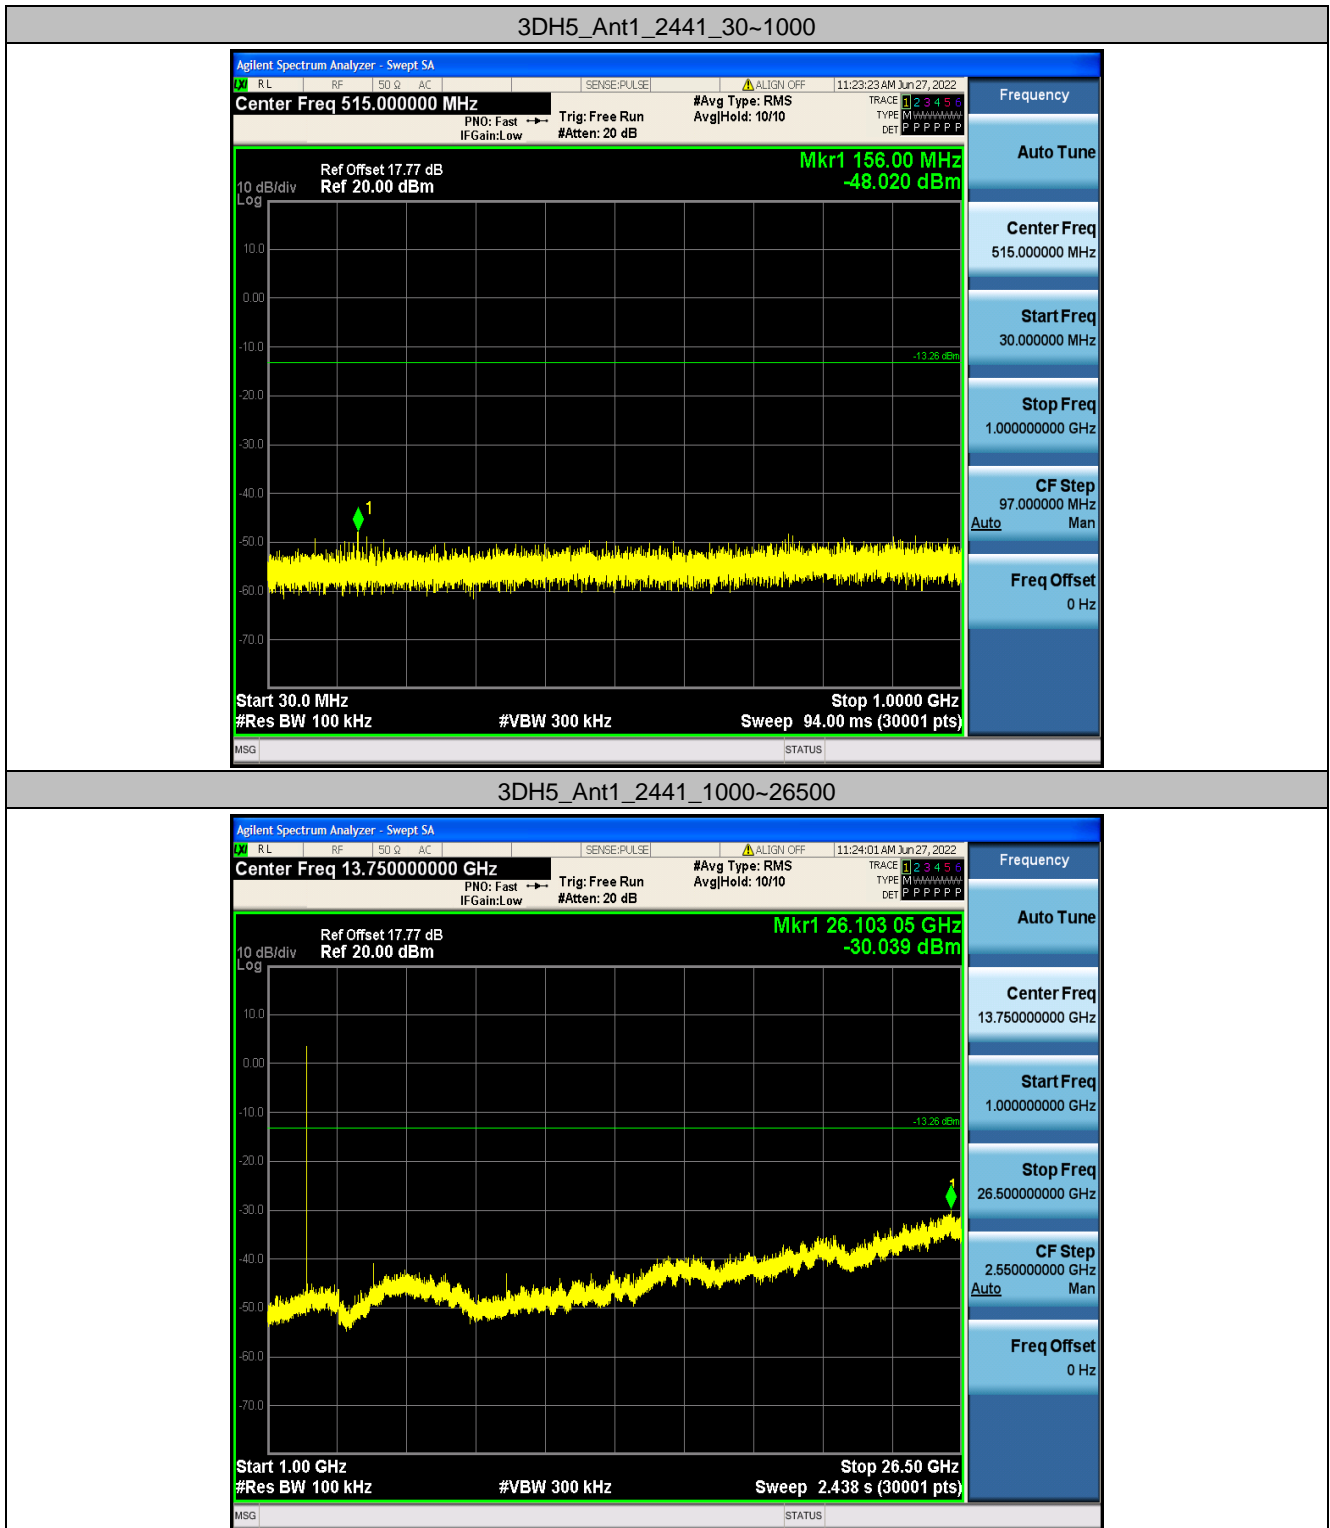 3DH5_Ant1_2441_30~1000
Agilent Spectrum Analyzer - Swept SA
LXI RL RF 50 Ω AC SENSE:PULSE ALIGN OFF 11:23:23 AM Jun 27, 2022
Center Freq 515.000000 MHz
PNO: Fast
IFGain:Low
Trig: Free Run
#Atten: 20 dB
#Avg Type: RMS
Avg|Hold: 10/10
TRACE 1 2 3 4 5 6
TYPE M WWWWW
DET P P P P P P
Frequency
Auto Tune
Center Freq
515.000000 MHz
Start Freq
30.000000 MHz
Stop Freq
1.000000000 GHz
CF Step
97.000000 MHz
Auto Man
Freq Offset
0 Hz
Mkr1 156.00 MHz
-48.020 dBm
Ref Offset 17.77 dB
10 dB/div Ref 20.00 dBm
Log
10.0
0.00
-10.0
-13.26 dBm
-20.0
-30.0
-40.0
1
-50.0
-60.0
-70.0
Start 30.0 MHz Stop 1.0000 GHz
#Res BW 100 kHz #VBW 300 kHz Sweep 94.00 ms (30001 pts)
MSG STATUS
3DH5_Ant1_2441_1000~26500
Agilent Spectrum Analyzer - Swept SA
LXI RL RF 50 Ω AC SENSE:PULSE ALIGN OFF 11:24:01 AM Jun 27, 2022
Center Freq 13.750000000 GHz
PNO: Fast
IFGain:Low
Trig: Free Run
#Atten: 20 dB
#Avg Type: RMS
Avg|Hold: 10/10
TRACE 1 2 3 4 5 6
TYPE M WWWWW
DET P P P P P P
Frequency
Auto Tune
Center Freq
13.750000000 GHz
Start Freq
1.000000000 GHz
Stop Freq
26.500000000 GHz
CF Step
2.550000000 GHz
Auto Man
Freq Offset
0 Hz
Mkr1 26.103 05 GHz
-30.039 dBm
Ref Offset 17.77 dB
10 dB/div Ref 20.00 dBm
Log
10.0
0.00
-10.0
-13.26 dBm
-20.0
1
-30.0
-40.0
-50.0
-60.0
-70.0
Start 1.00 GHz Stop 26.50 GHz
#Res BW 100 kHz #VBW 300 kHz Sweep 2.438 s (30001 pts)
MSG STATUS